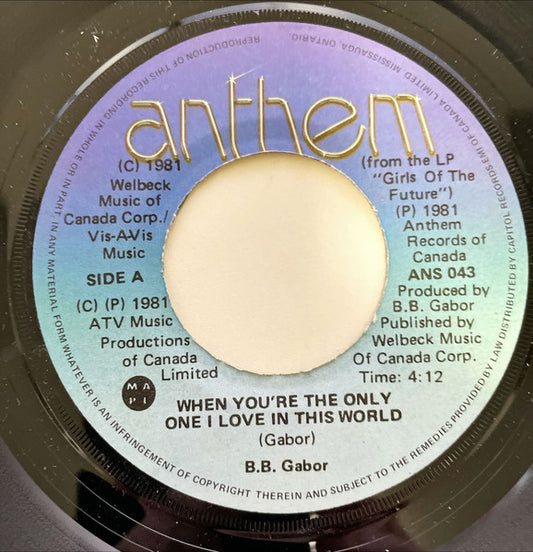 anthem
(C) 1981
Welbeck
Music of
Canada Corp./
Vis-A-Vis
Music
SIDE A
(C) (P) 1981
ATV Music
Productions
of Canada
Limited
MA
PL
(from the LP
"Girls Of The
Future")
(P) 1981
Anthem
Records of
Canada
ANS 043
Produced by
B.B. Gabor
Published by
Welbeck Music
Of Canada Corp.
Time: 4:12
WHEN YOU'RE THE ONLY
ONE I LOVE IN THIS WORLD
(Gabor)
B.B. Gabor
REPRODUCTION OF THIS RECORDING IN WHOLE OR IN PART, IN ANY MATERIAL FORM WHATEVER IS AN INFRINGEMENT OF COPYRIGHT THEREIN AND SUBJECT TO THE REMEDIES PROVIDED BY LAW DISTRIBUTED BY CAPITOL RECORDS EMI OF CANADA LIMITED MISSISSAUGA, ONTARIO.